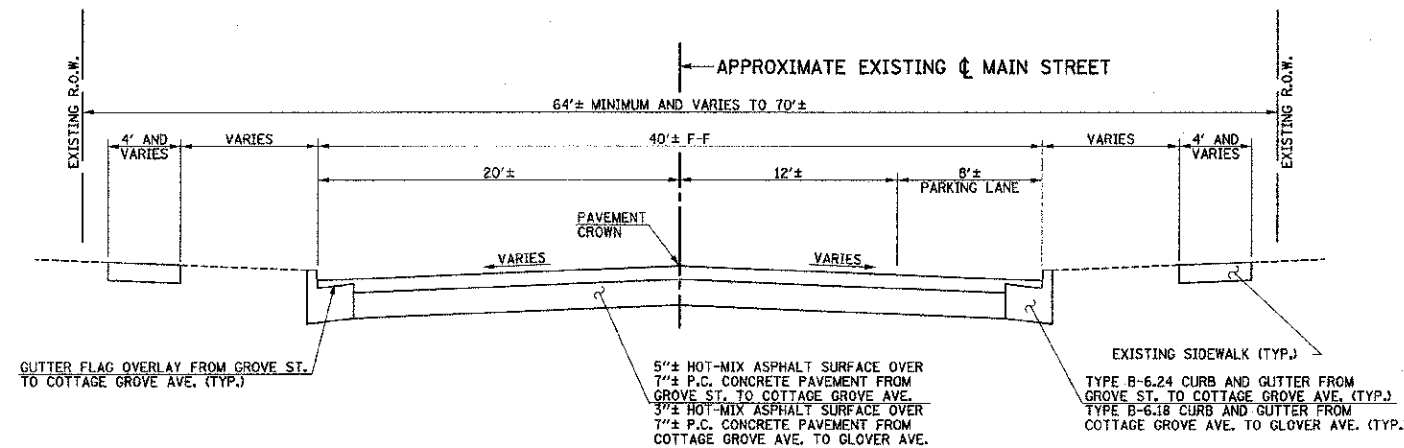 APPROXIMATE EXISTING ℄ MAIN STREET
EXISTING R.O.W.
64'± MINIMUM AND VARIES TO 70'±
EXISTING R.O.W.
4' AND
VARIES
VARIES
40'± F-F
VARIES
4' AND
VARIES
20'±
12'±
8'±
PARKING LANE
PAVEMENT
CROWN
VARIES
VARIES
GUTTER FLAG OVERLAY FROM GROVE ST.
TO COTTAGE GROVE AVE. (TYP.)
5"± HOT-MIX ASPHALT SURFACE OVER
7"± P.C. CONCRETE PAVEMENT FROM
GROVE ST. TO COTTAGE GROVE AVE.
3"± HOT-MIX ASPHALT SURFACE OVER
7"± P.C. CONCRETE PAVEMENT FROM
COTTAGE GROVE AVE. TO GLOVER AVE.
EXISTING SIDEWALK (TYP.)
TYPE B-6.24 CURB AND GUTTER FROM
GROVE ST. TO COTTAGE GROVE AVE. (TYP.)
TYPE B-6.18 CURB AND GUTTER FROM
COTTAGE GROVE AVE. TO GLOVER AVE. (TYP.